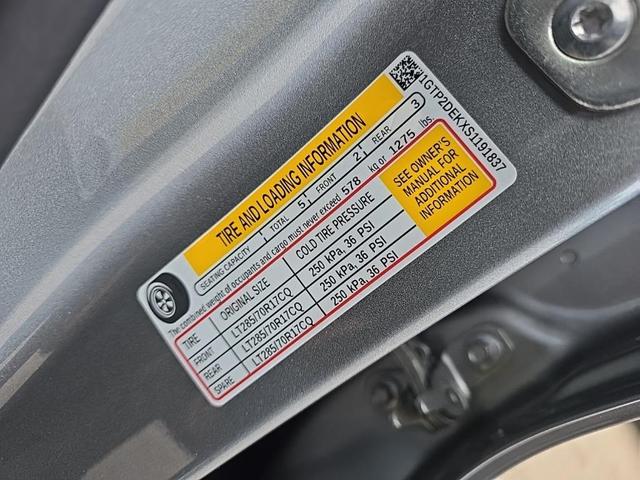 1GTP2DEKXS1191837
TIRE AND LOADING INFORMATION
SEATING CAPACITY TOTAL 5 FRONT 2 REAR 3
The combined weight of occupants and cargo must never exceed 578 kg or 1275 lbs.
TIRE ORIGINAL SIZE COLD TIRE PRESSURE
FRONT LT285/70R17CQ 250 kPa, 36 PSI
REAR LT285/70R17CQ 250 kPa, 36 PSI
SPARE LT285/70R17CQ 250 kPa, 36 PSI
SEE OWNER'S
MANUAL FOR
ADDITIONAL
INFORMATION